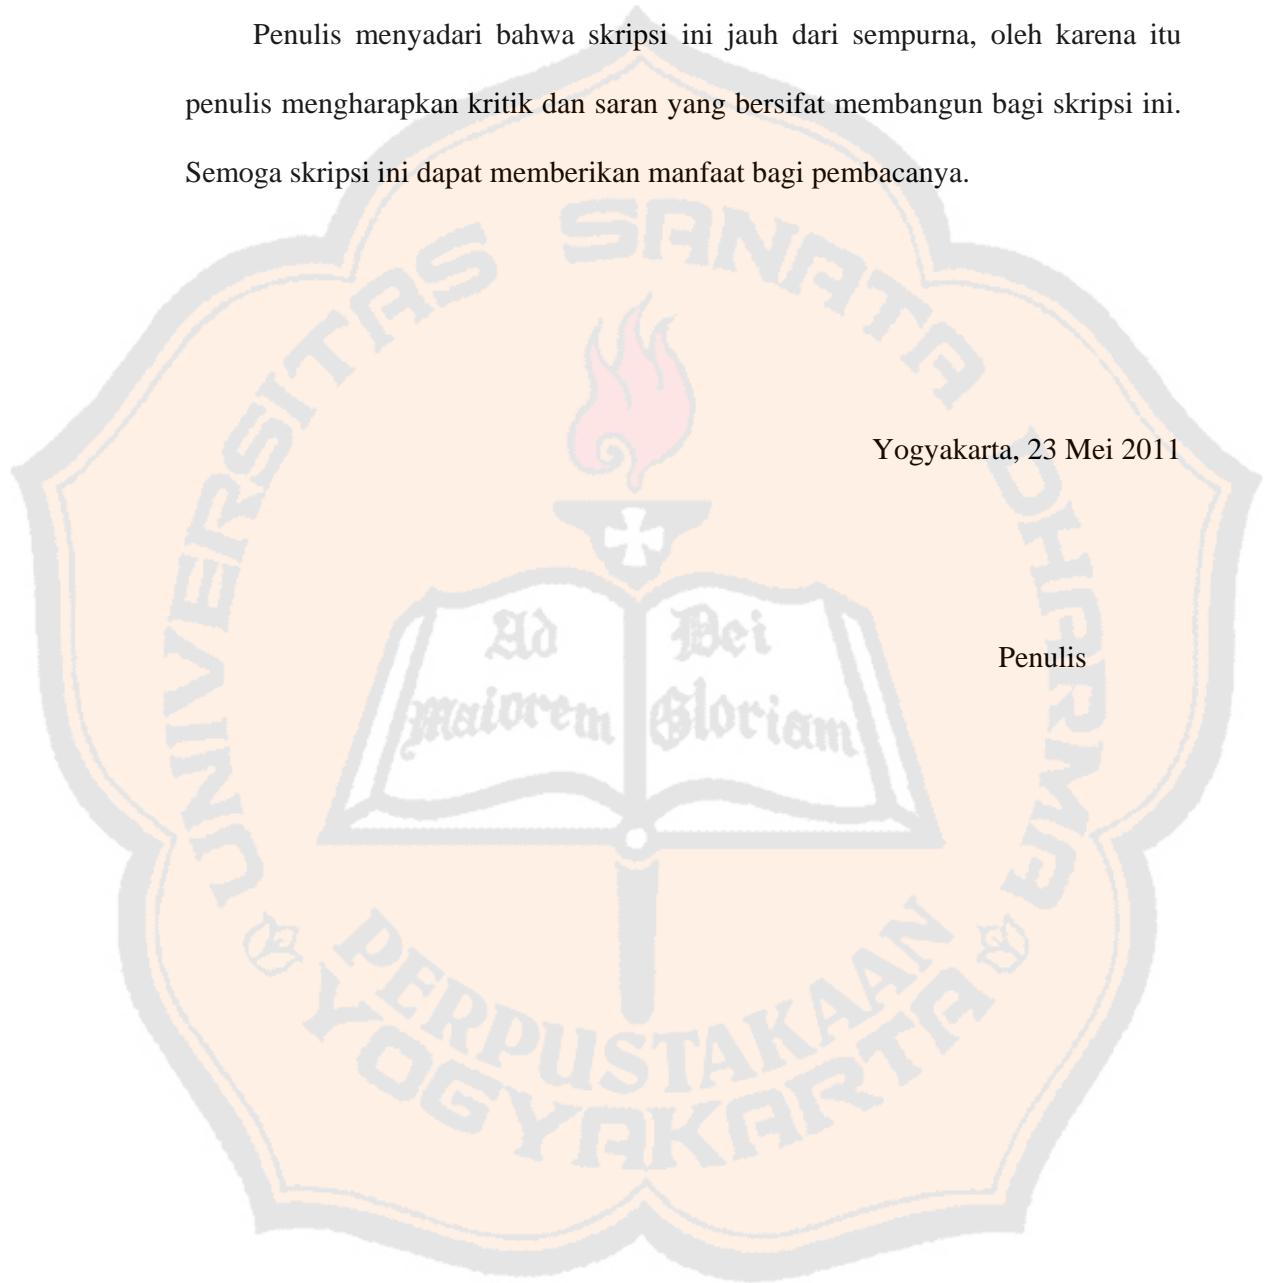 Penulis menyadari bahwa skripsi ini jauh dari sempurna, oleh karena itu
penulis mengharapkan kritik dan saran yang bersifat membangun bagi skripsi ini.
Semoga skripsi ini dapat memberikan manfaat bagi pembacanya.
UNIVERSITAS SANATA DHARMA
Yogyakarta, 23 Mei 2011
Ad
maiorem
Dei
Gloriam
Penulis
PERPUSTAKAAN
YOGYAKARTA